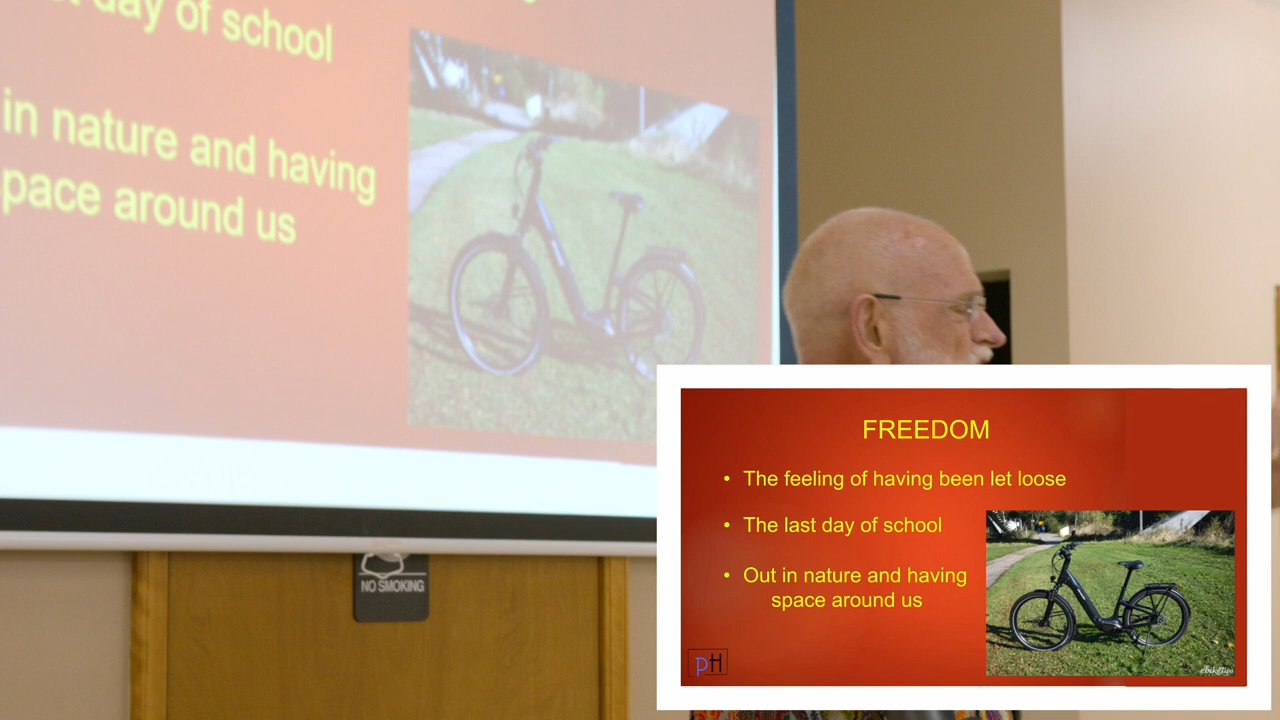 day of school
in nature and having
space around us
NO SMOKING
FREEDOM
• The feeling of having been let loose
• The last day of school
• Out in nature and having
space around us
pH
ebiketips